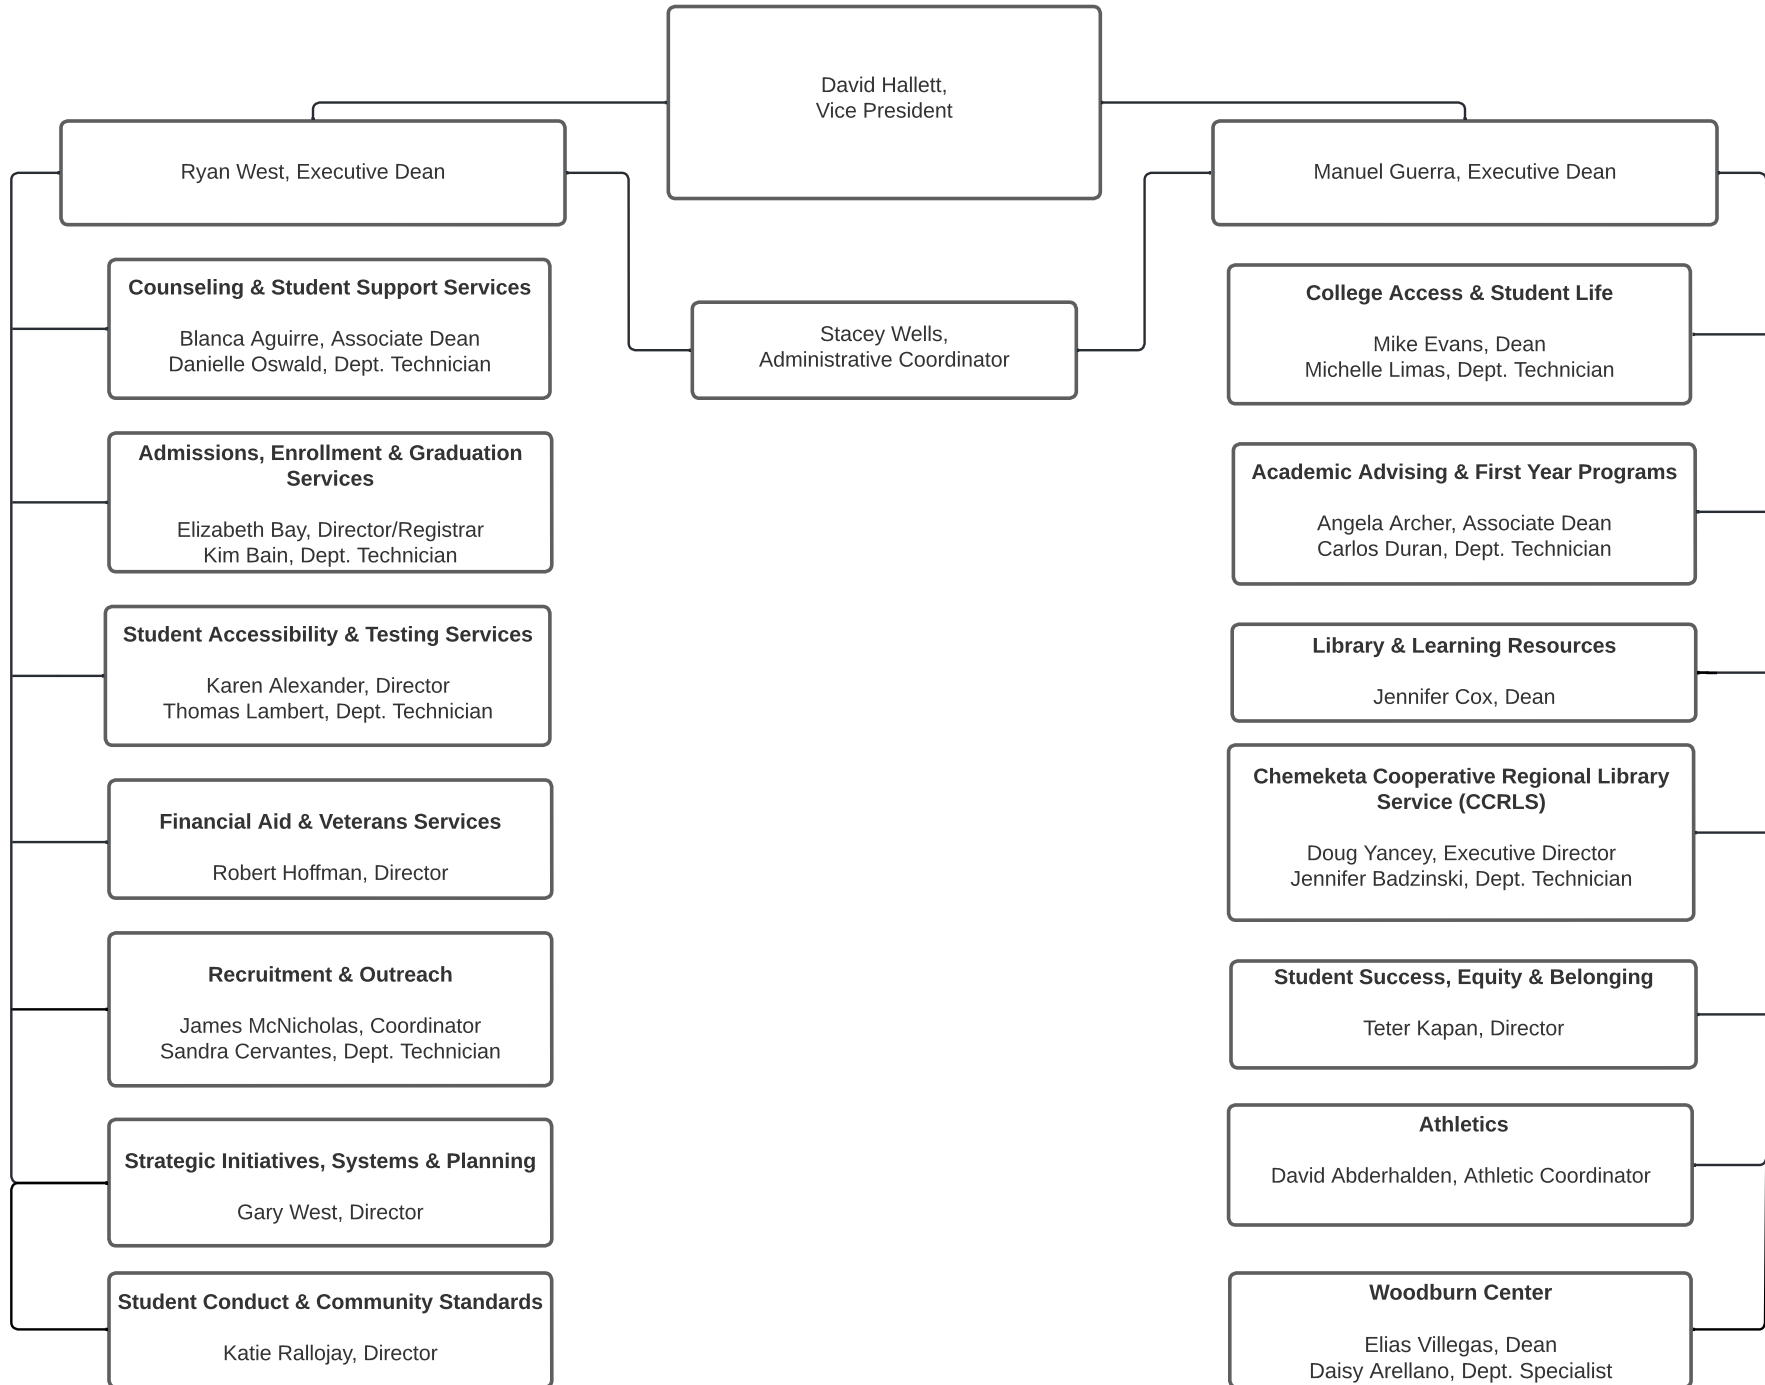 David Hallett,
Vice President
Ryan West, Executive Dean
Manuel Guerra, Executive Dean
Stacey Wells,
Administrative Coordinator
Counseling & Student Support Services
Blanca Aguirre, Associate Dean
Danielle Oswald, Dept. Technician
Admissions, Enrollment & Graduation
Services
Elizabeth Bay, Director/Registrar
Kim Bain, Dept. Technician
Student Accessibility & Testing Services
Karen Alexander, Director
Thomas Lambert, Dept. Technician
Financial Aid & Veterans Services
Robert Hoffman, Director
Recruitment & Outreach
James McNicholas, Coordinator
Sandra Cervantes, Dept. Technician
Strategic Initiatives, Systems & Planning
Gary West, Director
Student Conduct & Community Standards
Katie Rallojay, Director
College Access & Student Life
Mike Evans, Dean
Michelle Limas, Dept. Technician
Academic Advising & First Year Programs
Angela Archer, Associate Dean
Carlos Duran, Dept. Technician
Library & Learning Resources
Jennifer Cox, Dean
Chemeketa Cooperative Regional Library
Service (CCRLS)
Doug Yancey, Executive Director
Jennifer Badzinski, Dept. Technician
Student Success, Equity & Belonging
Teter Kapan, Director
Athletics
David Abderhalden, Athletic Coordinator
Woodburn Center
Elias Villegas, Dean
Daisy Arellano, Dept. Specialist